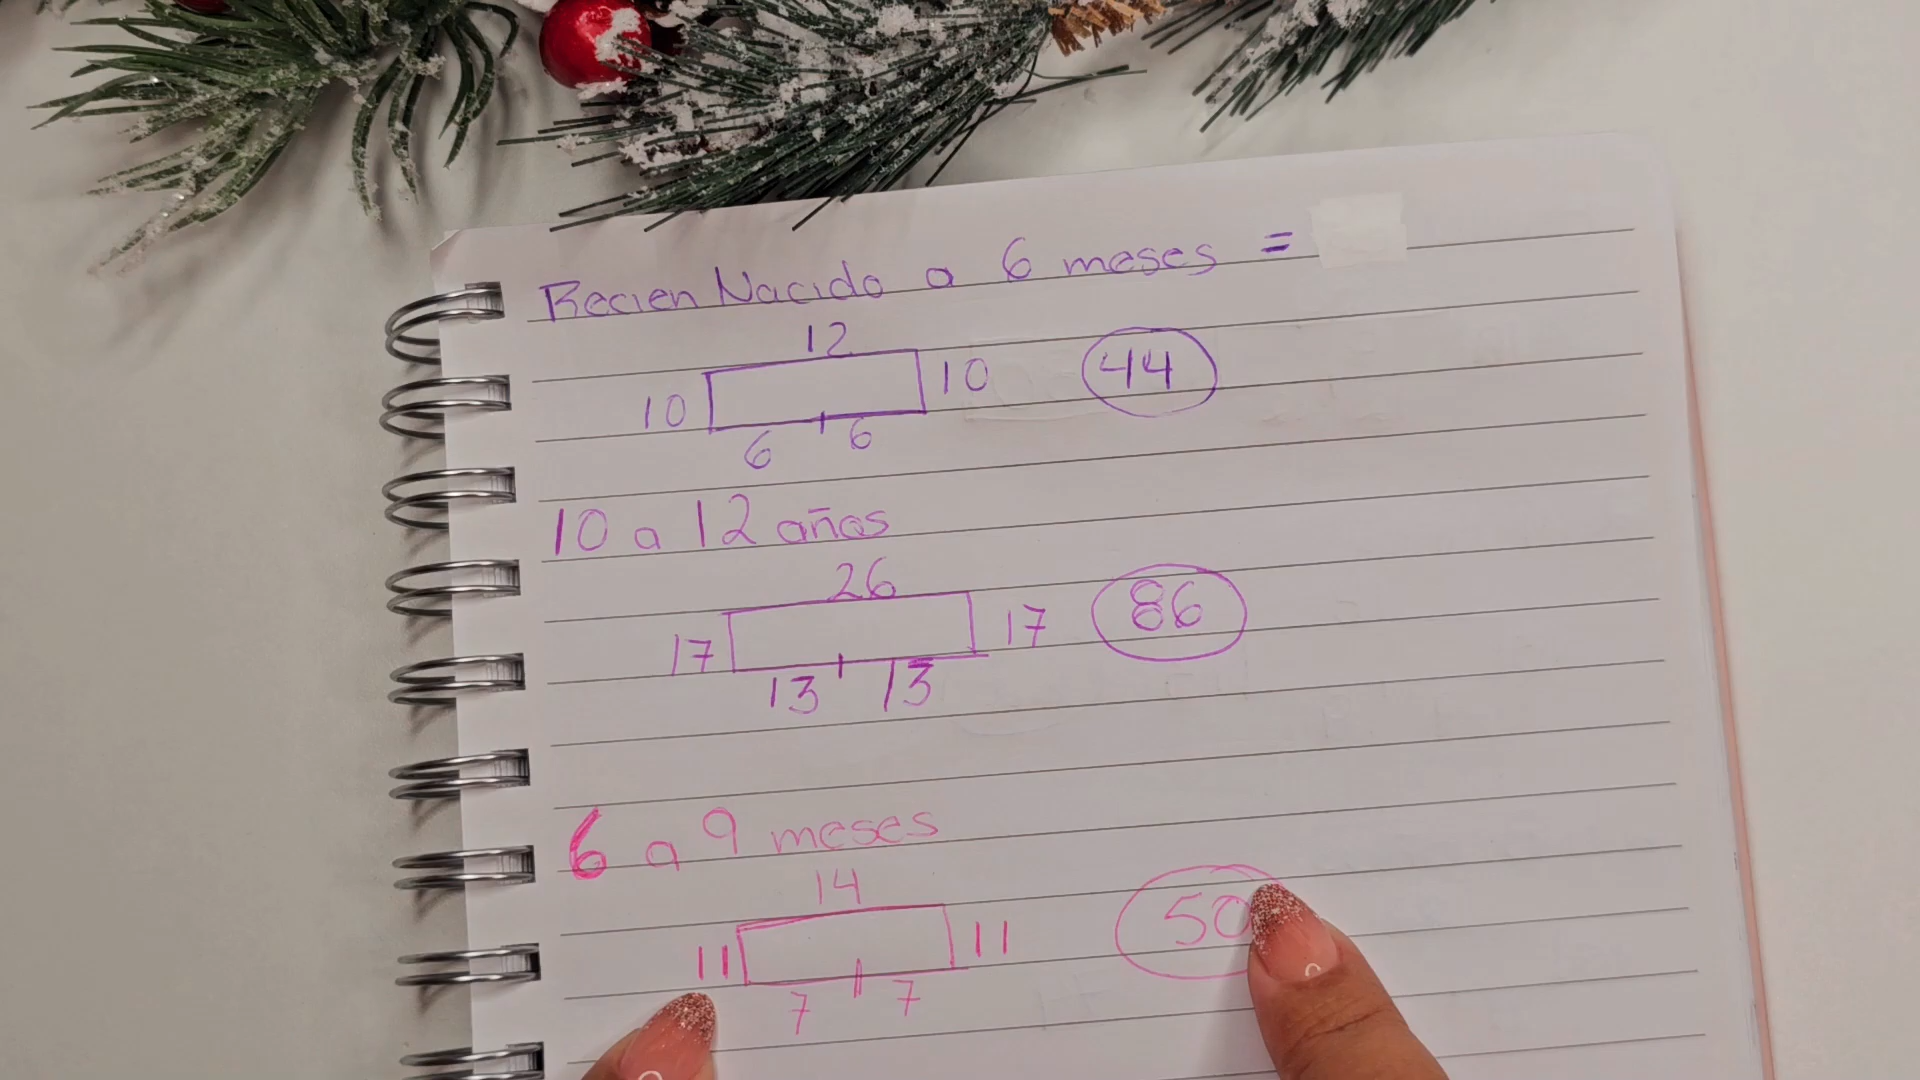 Recien Nacido a 6 meses =
12
10 10 44
6 6
10 a 12 años
26
17 17 86
13 13
6 a 9 meses
14
11 11 50
7 7